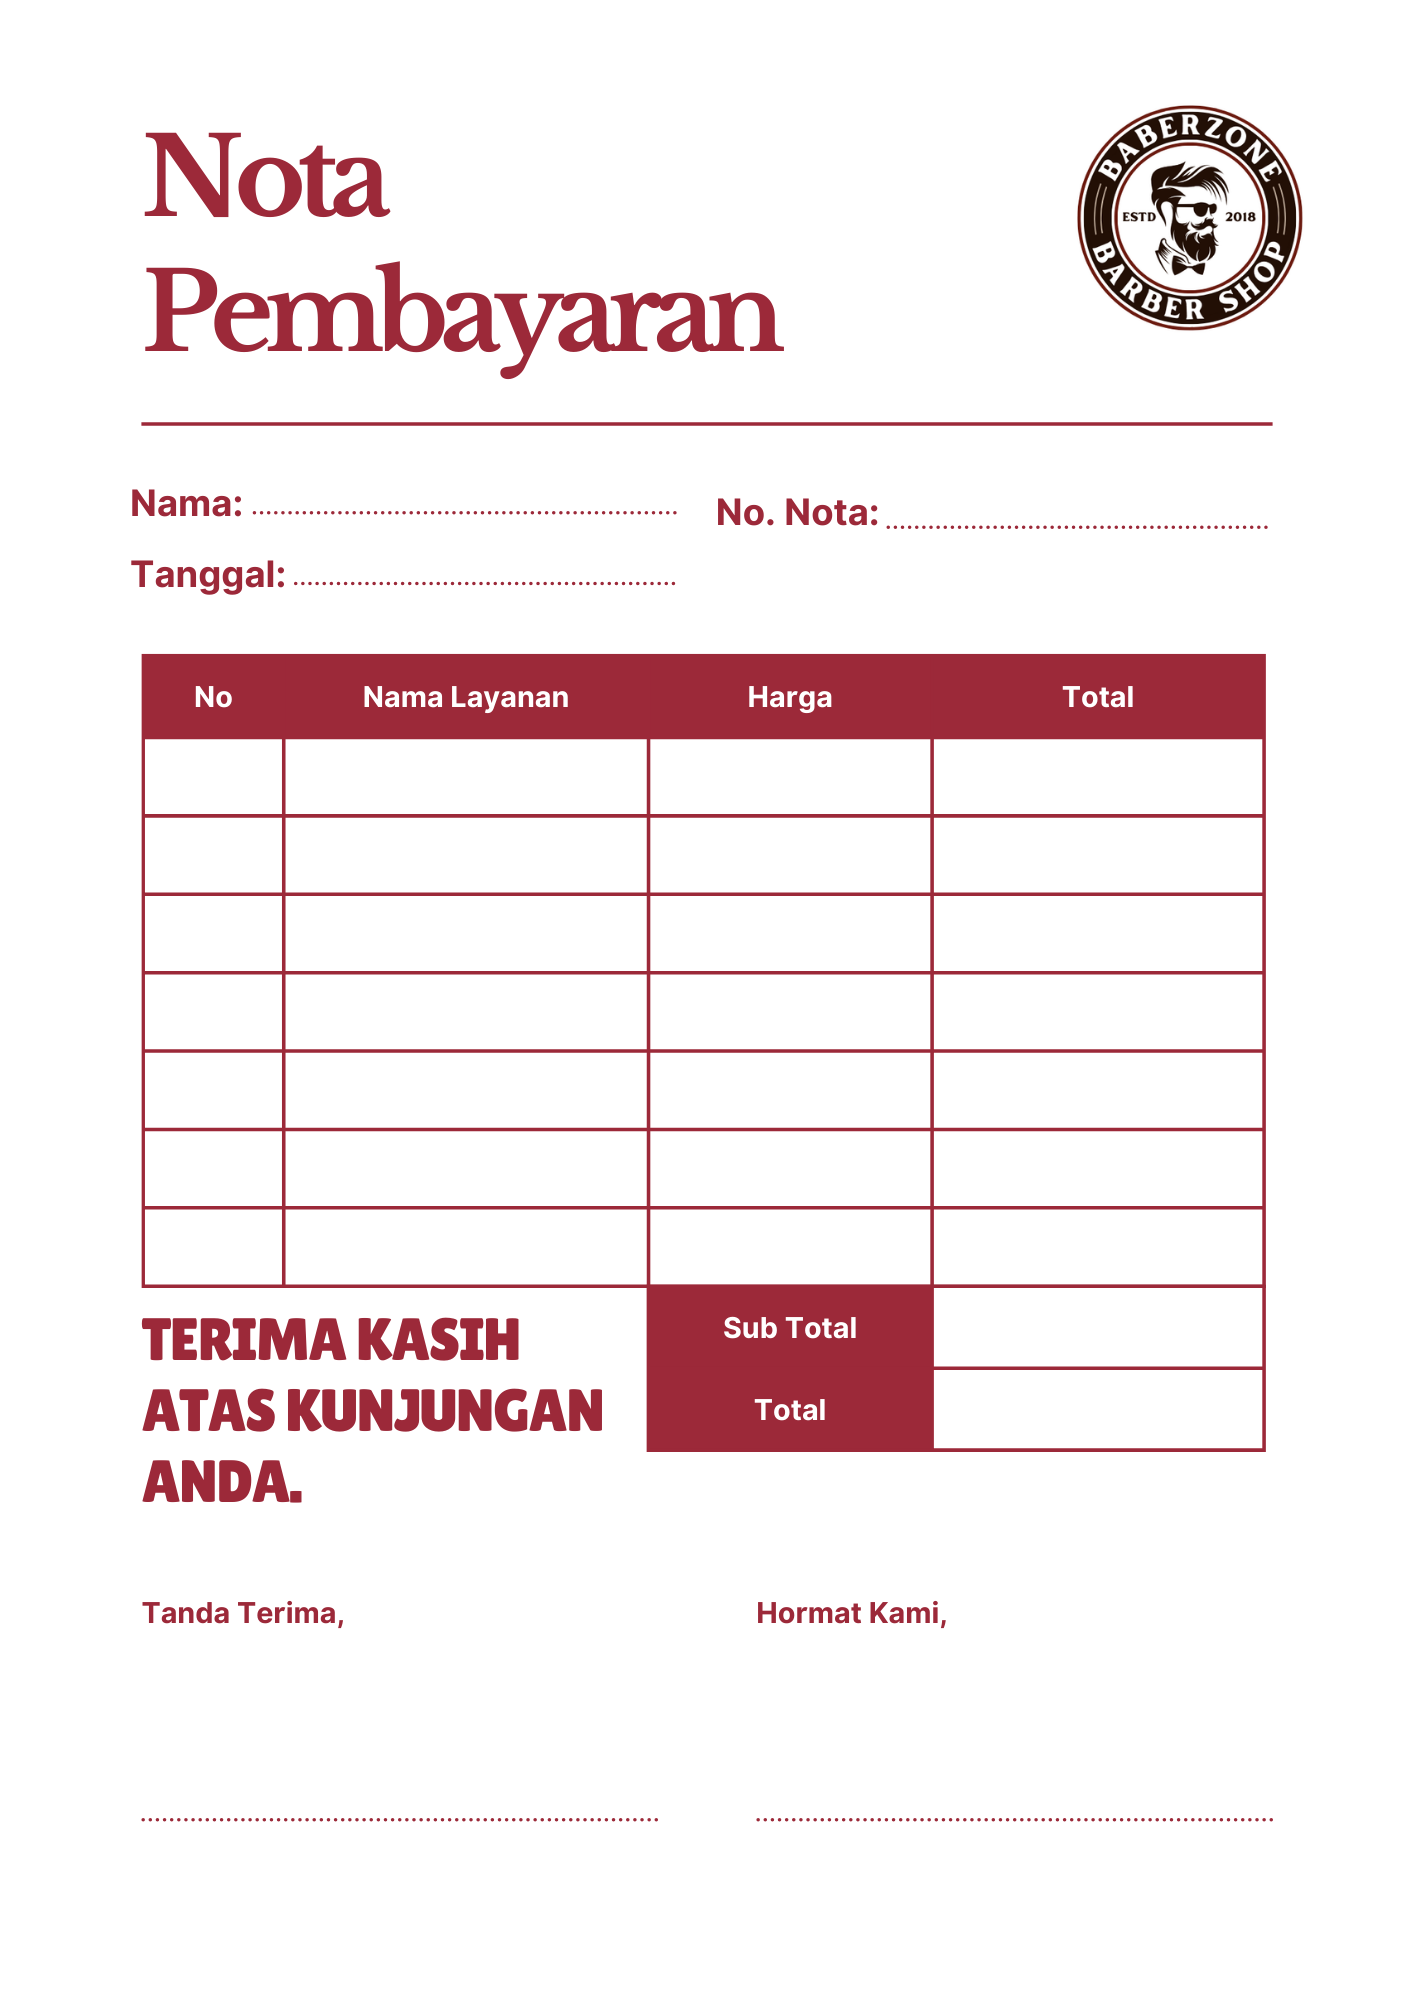 Nota
Pembayaran
BABERZONE
ESTD 2018
BARBER SHOP
Nama:
No. Nota:
Tanggal:
No Nama Layanan Harga Total
Sub Total
Total
TERIMA KASIH
ATAS KUNJUNGAN
ANDA.
Tanda Terima,
Hormat Kami,